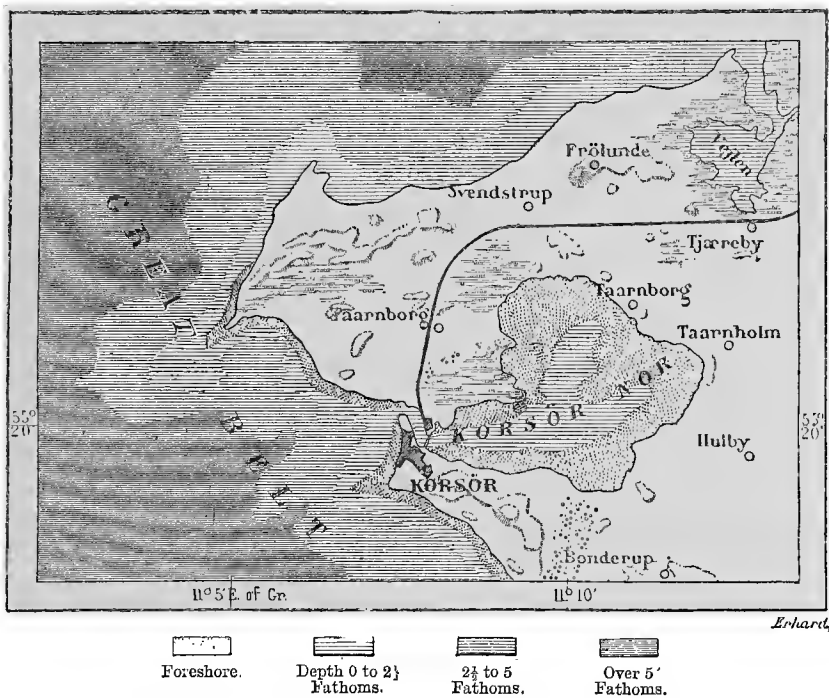 Frölunde
Vejlen
Svendstrup
Tjæreby
GREAT
Taarnborg
Taarnborg
Taarnholm
KORSÖR NOR
55°
20'
55°
20'
BELT
Hulby
KORSÖR
Bonderup
11° 5' E. of Gr.
11° 10'
Erhard,
Foreshore.
Depth 0 to 2½
Fathoms.
2½ to 5
Fathoms.
Over 5'
Fathoms.